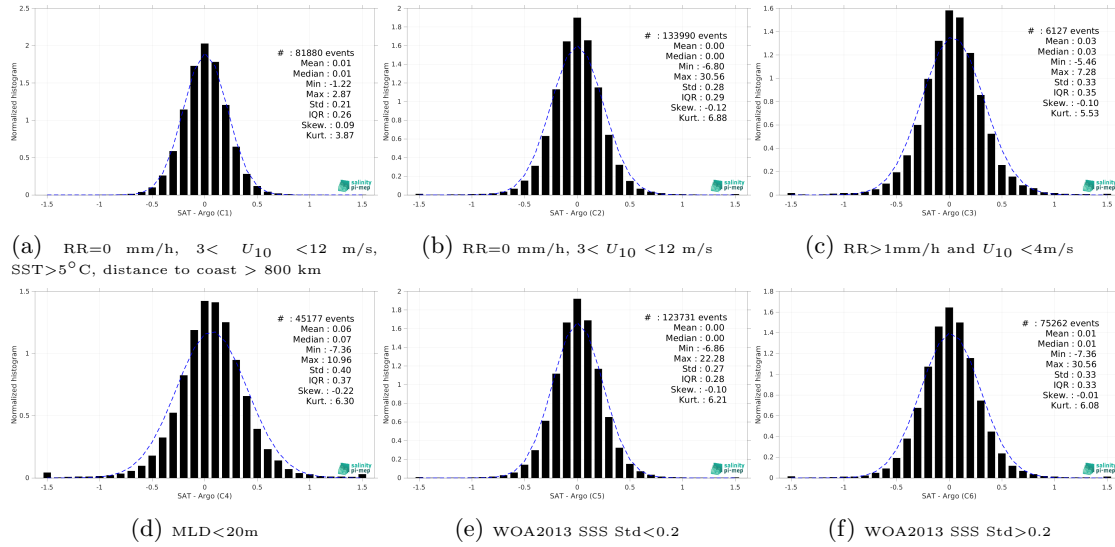 # : 81880 events
Mean : 0.01
Median : 0.01
Min : -1.22
Max : 2.87
Std : 0.21
IQR : 0.26
Skew. : 0.09
Kurt. : 3.87
Normalized histogram
2.5
2
1.5
1
0.5
0
-1.5 -1 -0.5 0 0.5 1 1.5
SAT - Argo (C1)
salinity
pi-mep
(a) RR=0 mm/h, 3< U10 <12 m/s,
SST>5°C, distance to coast > 800 km
# : 133990 events
Mean : 0.00
Median : 0.00
Min : -6.80
Max : 30.56
Std : 0.28
IQR : 0.29
Skew. : -0.12
Kurt. : 6.88
Normalized histogram
2
1.8
1.6
1.4
1.2
1
0.8
0.6
0.4
0.2
0
-1.5 -1 -0.5 0 0.5 1 1.5
SAT - Argo (C2)
salinity
pi-mep
(b) RR=0 mm/h, 3< U10 <12 m/s
# : 6127 events
Mean : 0.03
Median : 0.03
Min : -5.46
Max : 7.28
Std : 0.33
IQR : 0.35
Skew. : -0.10
Kurt. : 5.53
Normalized histogram
1.6
1.4
1.2
1
0.8
0.6
0.4
0.2
0
-1.5 -1 -0.5 0 0.5 1 1.5
SAT - Argo (C3)
salinity
pi-mep
(c) RR>1mm/h and U10 <4m/s
# : 45177 events
Mean : 0.06
Median : 0.07
Min : -7.36
Max : 10.96
Std : 0.40
IQR : 0.37
Skew. : -0.22
Kurt. : 6.30
Normalized histogram
1.5
1
0.5
0
-1.5 -1 -0.5 0 0.5 1 1.5
SAT - Argo (C4)
salinity
pi-mep
(d) MLD<20m
# : 123731 events
Mean : 0.00
Median : 0.00
Min : -6.86
Max : 22.28
Std : 0.27
IQR : 0.28
Skew. : -0.10
Kurt. : 6.21
Normalized histogram
2
1.8
1.6
1.4
1.2
1
0.8
0.6
0.4
0.2
0
-1.5 -1 -0.5 0 0.5 1 1.5
SAT - Argo (C5)
salinity
pi-mep
(e) WOA2013 SSS Std<0.2
# : 75262 events
Mean : 0.01
Median : 0.01
Min : -7.36
Max : 30.56
Std : 0.33
IQR : 0.33
Skew. : -0.01
Kurt. : 6.08
Normalized histogram
1.8
1.6
1.4
1.2
1
0.8
0.6
0.4
0.2
0
-1.5 -1 -0.5 0 0.5 1 1.5
SAT - Argo (C6)
salinity
pi-mep
(f) WOA2013 SSS Std>0.2